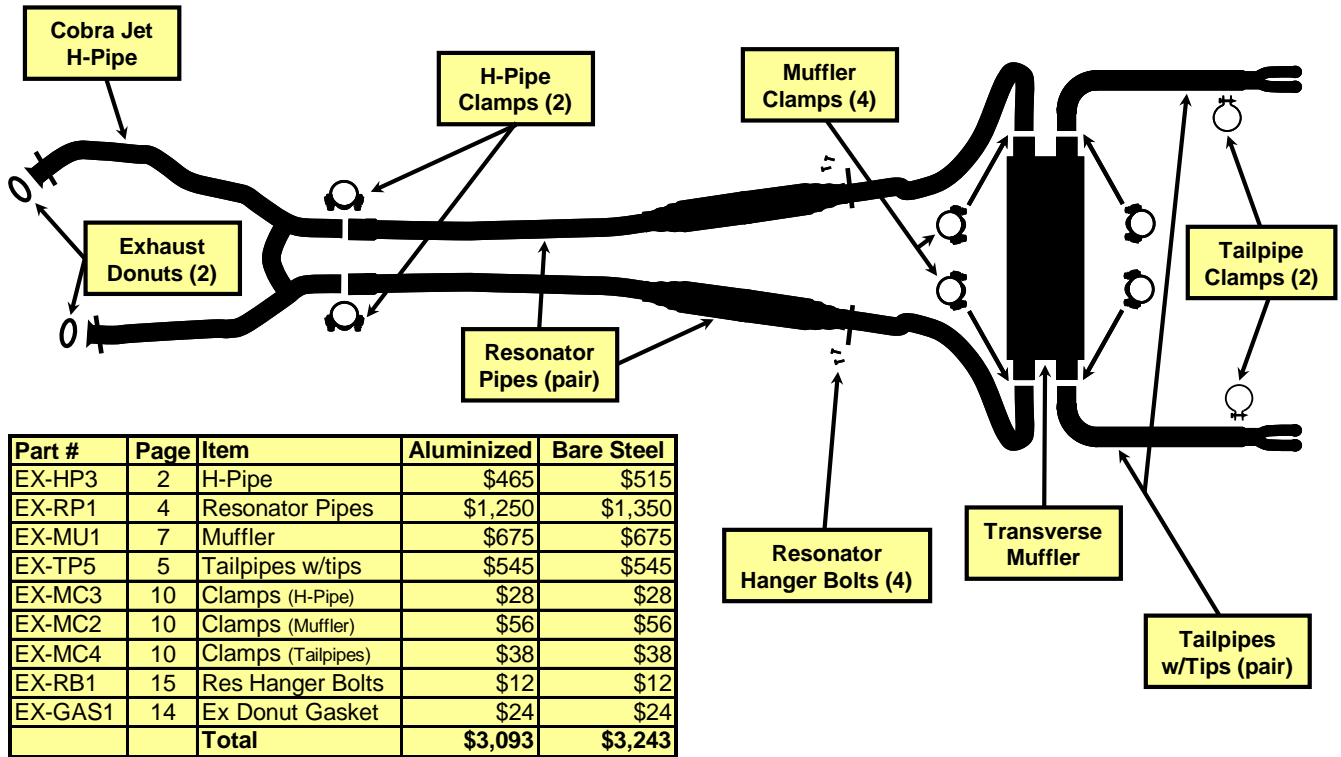 Cobra Jet
H-Pipe
H-Pipe
Clamps (2)
Muffler
Clamps (4)
Exhaust
Donuts (2)
Tailpipe
Clamps (2)
Resonator
Pipes (pair)
Resonator
Hanger Bolts (4)
Transverse
Muffler
Tailpipes
w/Tips (pair)
Part # Page Item Aluminized Bare Steel
EX-HP3 2 H-Pipe $465 $515
EX-RP1 4 Resonator Pipes $1,250 $1,350
EX-MU1 7 Muffler $675 $675
EX-TP5 5 Tailpipes w/tips $545 $545
EX-MC3 10 Clamps (H-Pipe) $28 $28
EX-MC2 10 Clamps (Muffler) $56 $56
EX-MC4 10 Clamps (Tailpipes) $38 $38
EX-RB1 15 Res Hanger Bolts $12 $12
EX-GAS1 14 Ex Donut Gasket $24 $24
Total $3,093 $3,243